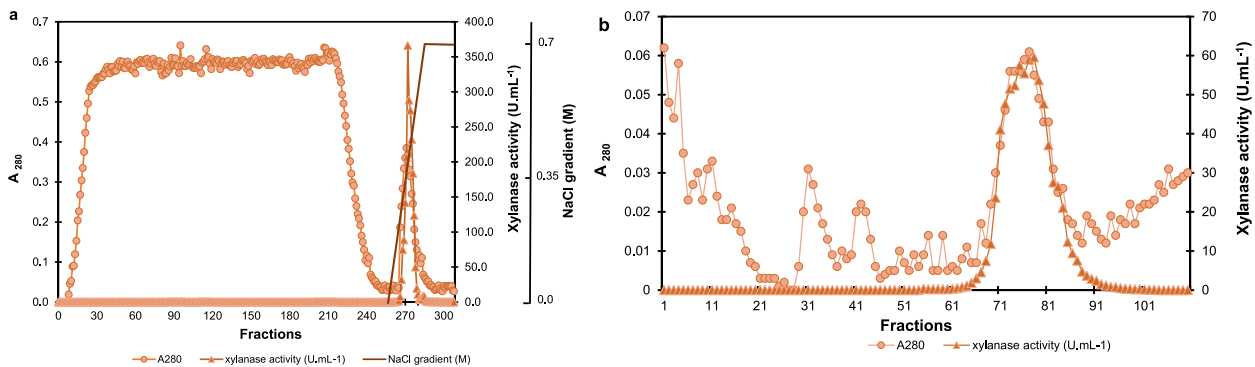 a
0.7
0.6
0.5
0.4
0.3
0.2
0.1
0.0
A 280
0 30 60 90 120 150 180 210 240 270 300
Fractions
400.0
350.0
300.0
250.0
200.0
150.0
100.0
50.0
0.0
Xylanase activity (U.mL-1)
0.7
0.35
0.0
NaCl gradient (M)
A280 xylanase activity (U.mL-1) NaCl gradient (M)
b
0.07
0.06
0.05
0.04
0.03
0.02
0.01
0
A 280
1 11 21 31 41 51 61 71 81 91 101
Fractions
70
60
50
40
30
20
10
0
Xylanase activity (U.mL-1)
A280 xylanase activity (U.mL-1)